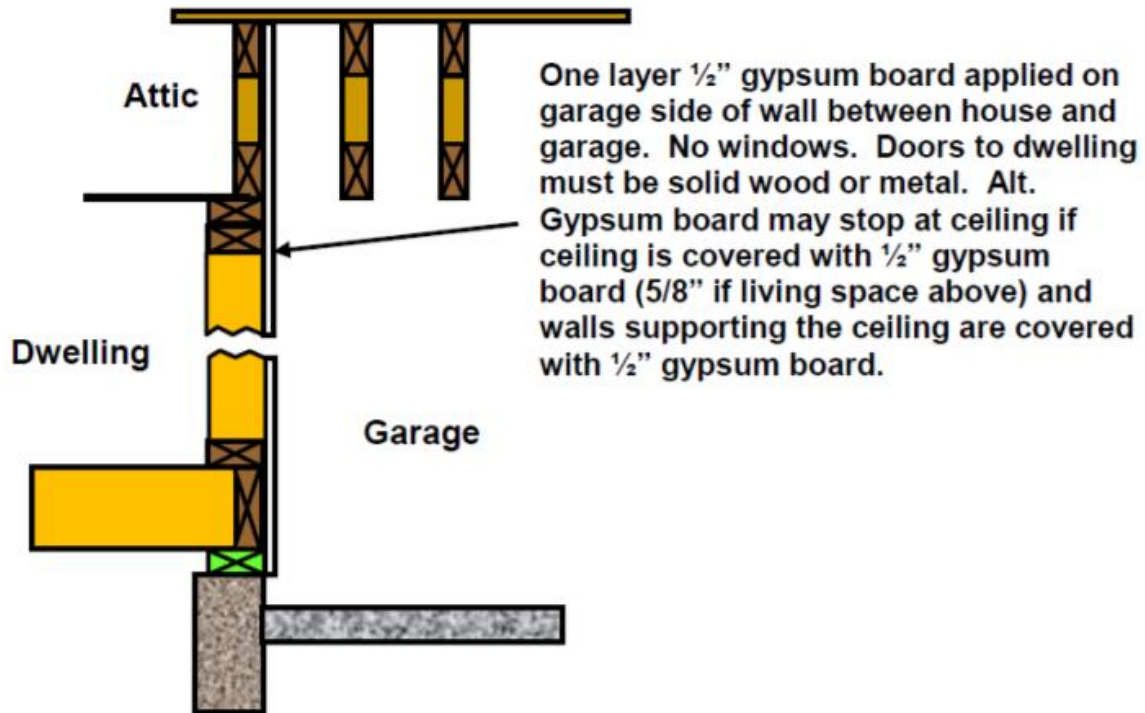 Attic
One layer ½” gypsum board applied on
garage side of wall between house and
garage.  No windows.  Doors to dwelling
must be solid wood or metal.  Alt.
Gypsum board may stop at ceiling if
ceiling is covered with ½” gypsum
board (5/8” if living space above) and
walls supporting the ceiling are covered
with ½” gypsum board.
Dwelling
Garage